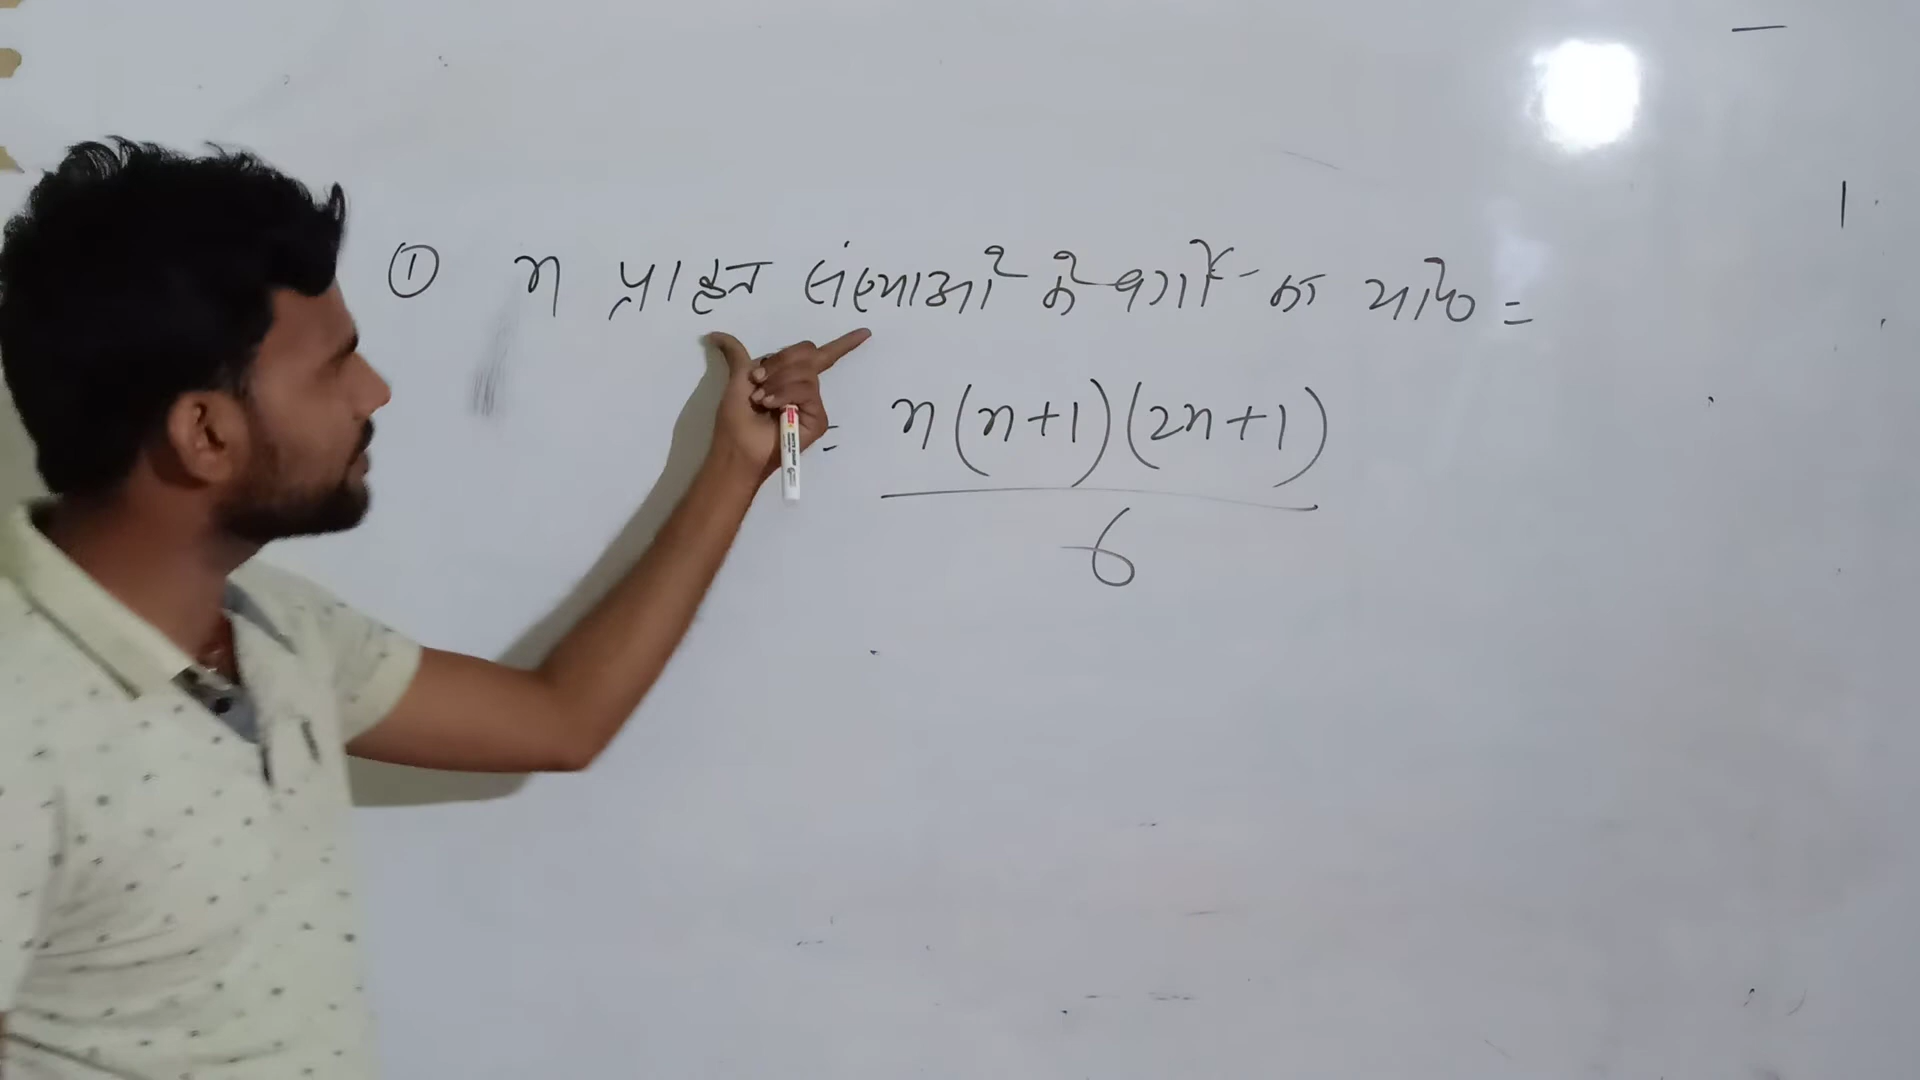 ① n प्राकृत संख्याओं के वर्गों का योग =
= n(n+1)(2n+1)
6